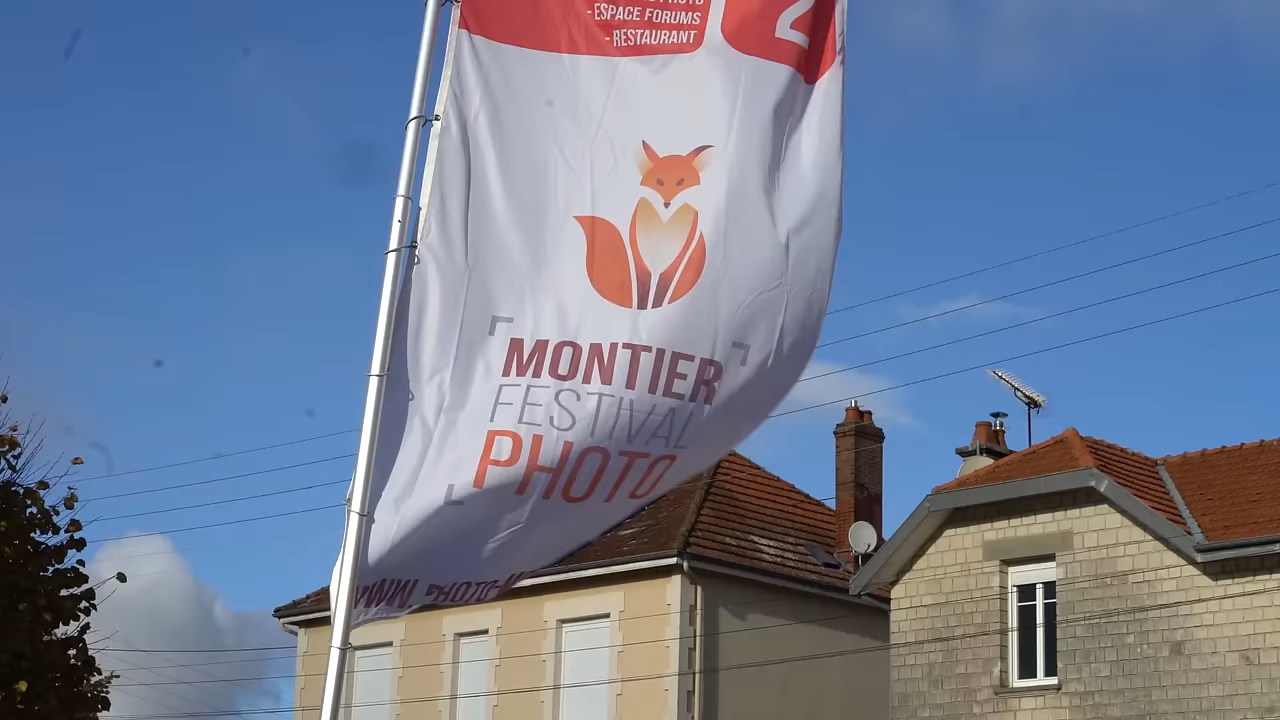 - ESPACE FORUMS
- RESTAURANT
2
MONTIER
FESTIVAL
PHOTO